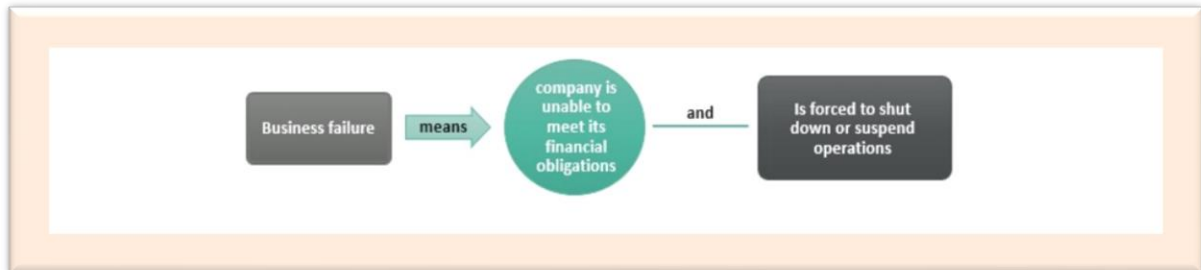 Business failure
means
company is
unable to
meet its
financial
obligations
and
Is forced to shut
down or suspend
operations